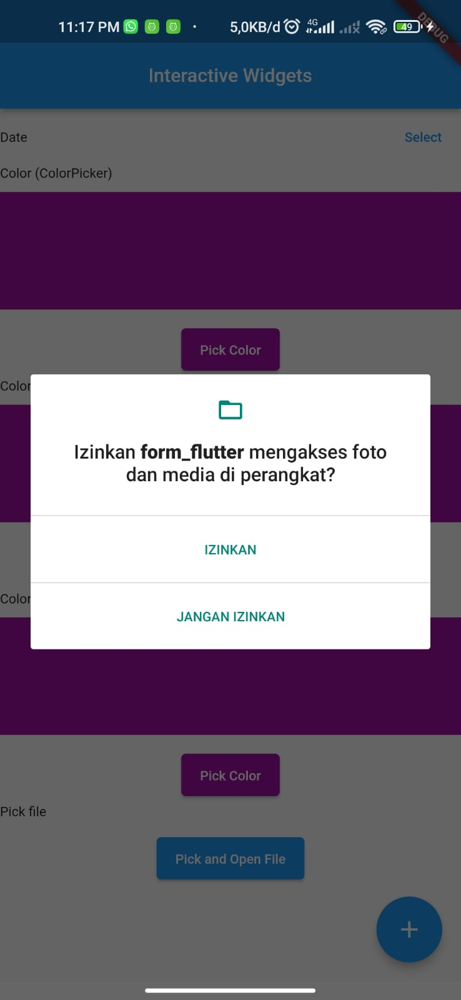 11:17 PM
5,0KB/d
4G
49
DEBUG
Interactive Widgets
Date
Select
Color (ColorPicker)
Pick Color
Color
Izinkan form_flutter mengakses foto
dan media di perangkat?
IZINKAN
Color
JANGAN IZINKAN
Pick Color
Pick file
Pick and Open File